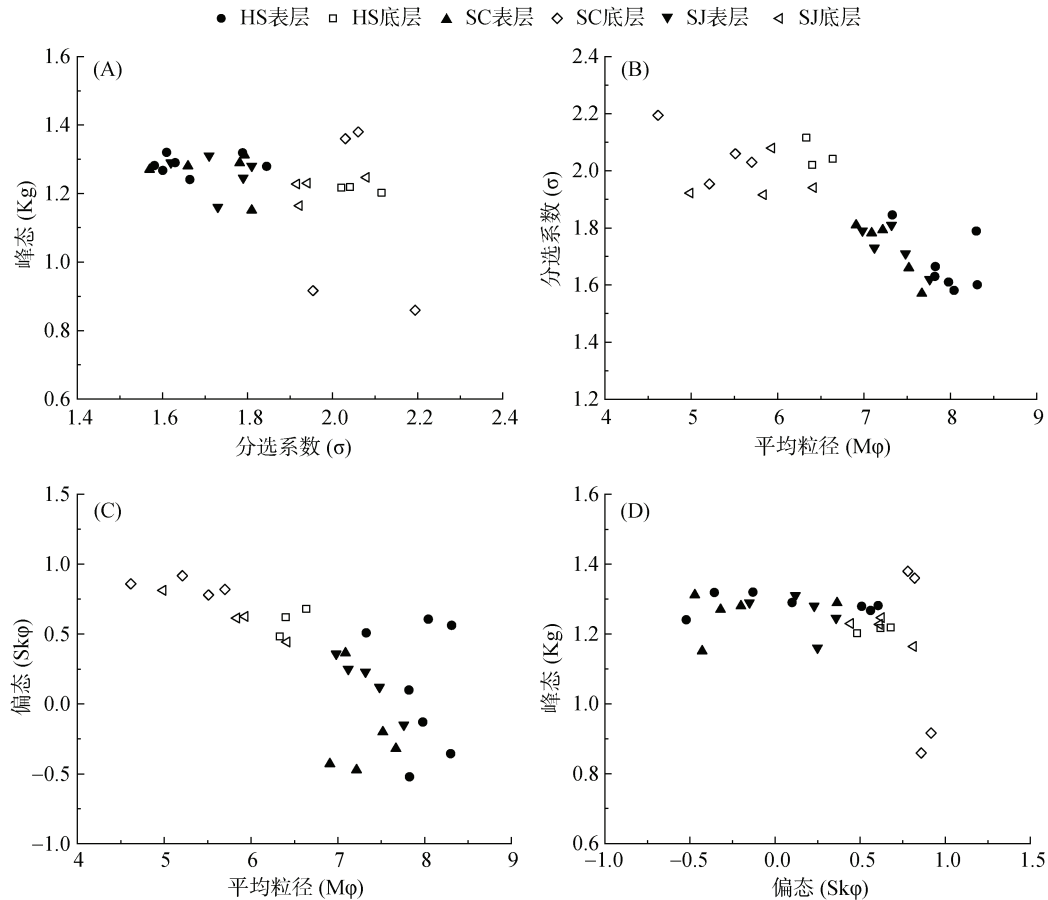 HS表层 HS底层 SC表层 SC底层 SJ表层 SJ底层
(A)
1.6
1.4
1.2
1.0
0.8
0.6
峰态 (Kg)
1.4 1.6 1.8 2.0 2.2 2.4
分选系数 (σ)
(B)
2.4
2.2
2.0
1.8
1.6
1.4
1.2
分选系数 (σ)
4 5 6 7 8 9
平均粒径 (Mφ)
(C)
1.5
1.0
0.5
0.0
−0.5
−1.0
偏态 (Skφ)
4 5 6 7 8 9
平均粒径 (Mφ)
(D)
1.6
1.4
1.2
1.0
0.8
0.6
峰态 (Kg)
−1.0 −0.5 0.0 0.5 1.0 1.5
偏态 (Skφ)